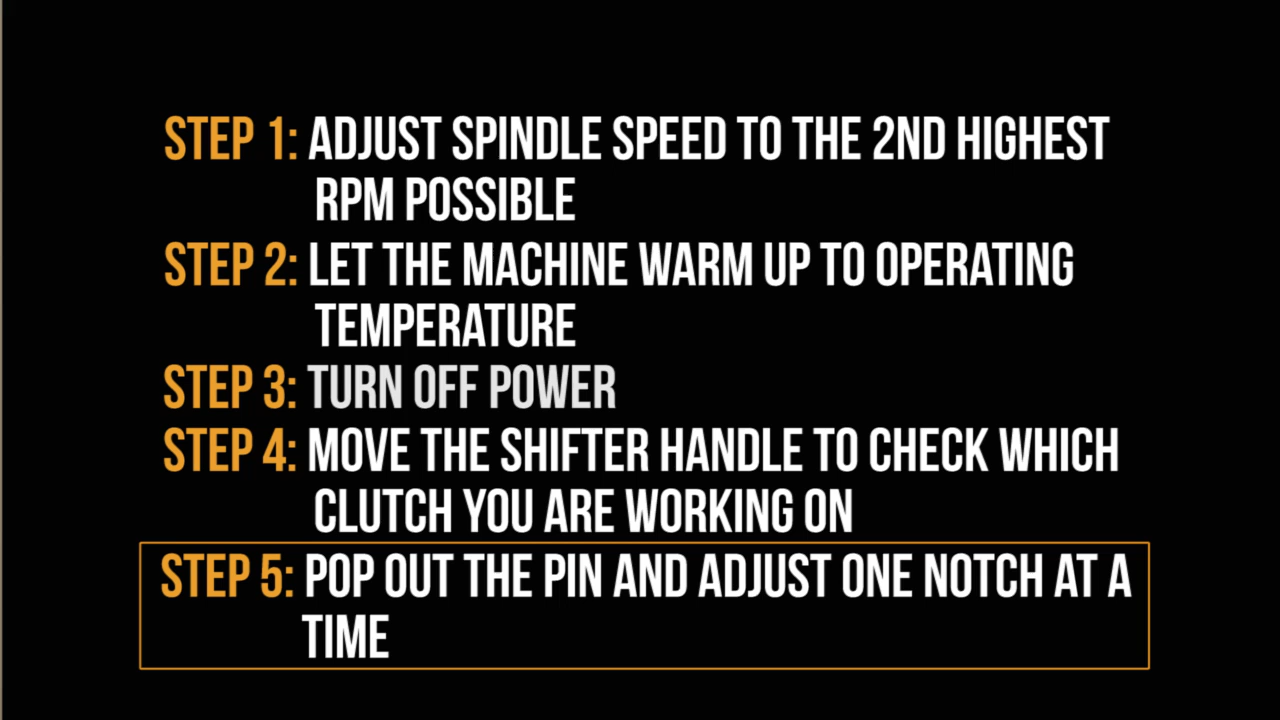 STEP 1: ADJUST SPINDLE SPEED TO THE 2ND HIGHEST
RPM POSSIBLE
STEP 2: LET THE MACHINE WARM UP TO OPERATING
TEMPERATURE
STEP 3: TURN OFF POWER
STEP 4: MOVE THE SHIFTER HANDLE TO CHECK WHICH
CLUTCH YOU ARE WORKING ON
STEP 5: POP OUT THE PIN AND ADJUST ONE NOTCH AT A
TIME